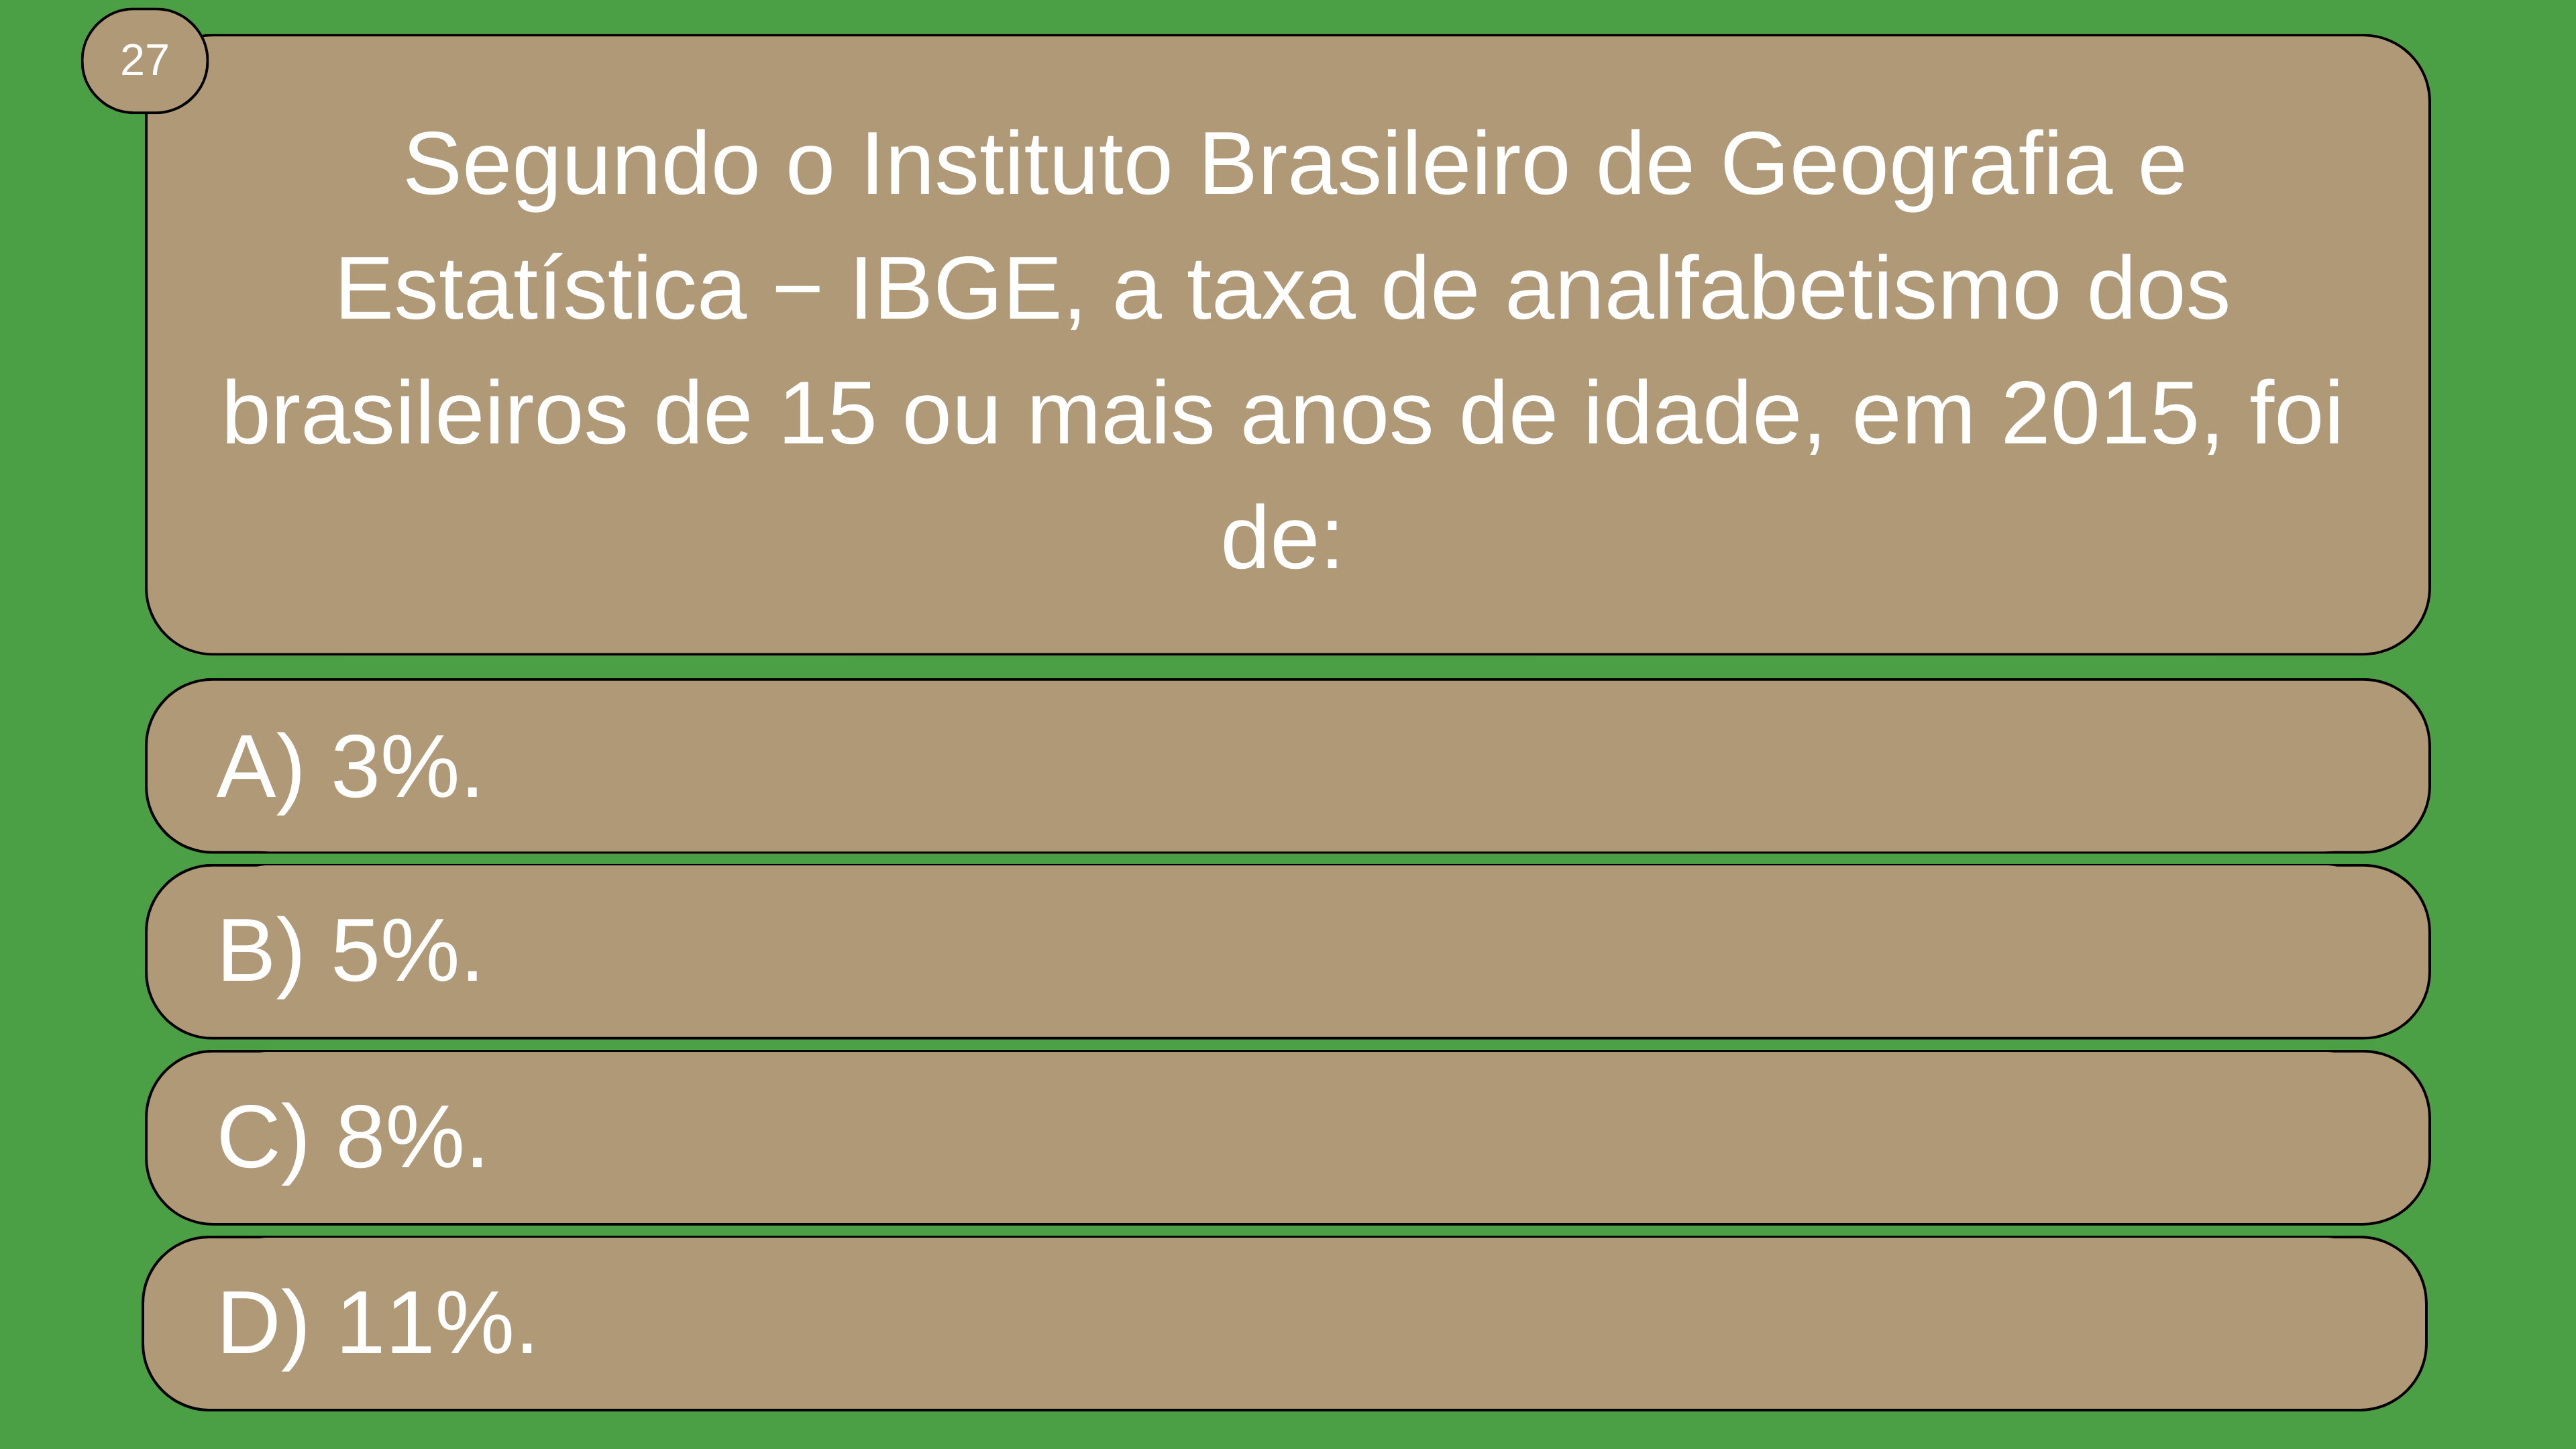 27
Segundo o Instituto Brasileiro de Geografia e
Estatística − IBGE, a taxa de analfabetismo dos
brasileiros de 15 ou mais anos de idade, em 2015, foi
de:
A) 3%.
B) 5%.
C) 8%.
D) 11%.